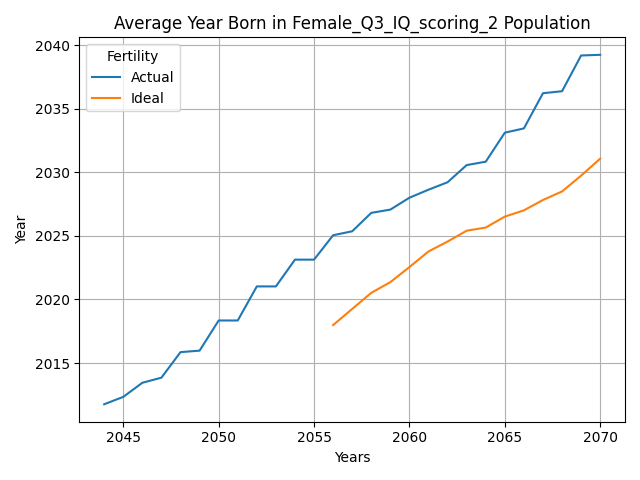 Average Year Born in Female_Q3_IQ_scoring_2 Population
Fertility
Actual
Ideal
2040
2035
2030
2025
2020
2015
Year
2045 2050 2055 2060 2065 2070
Years